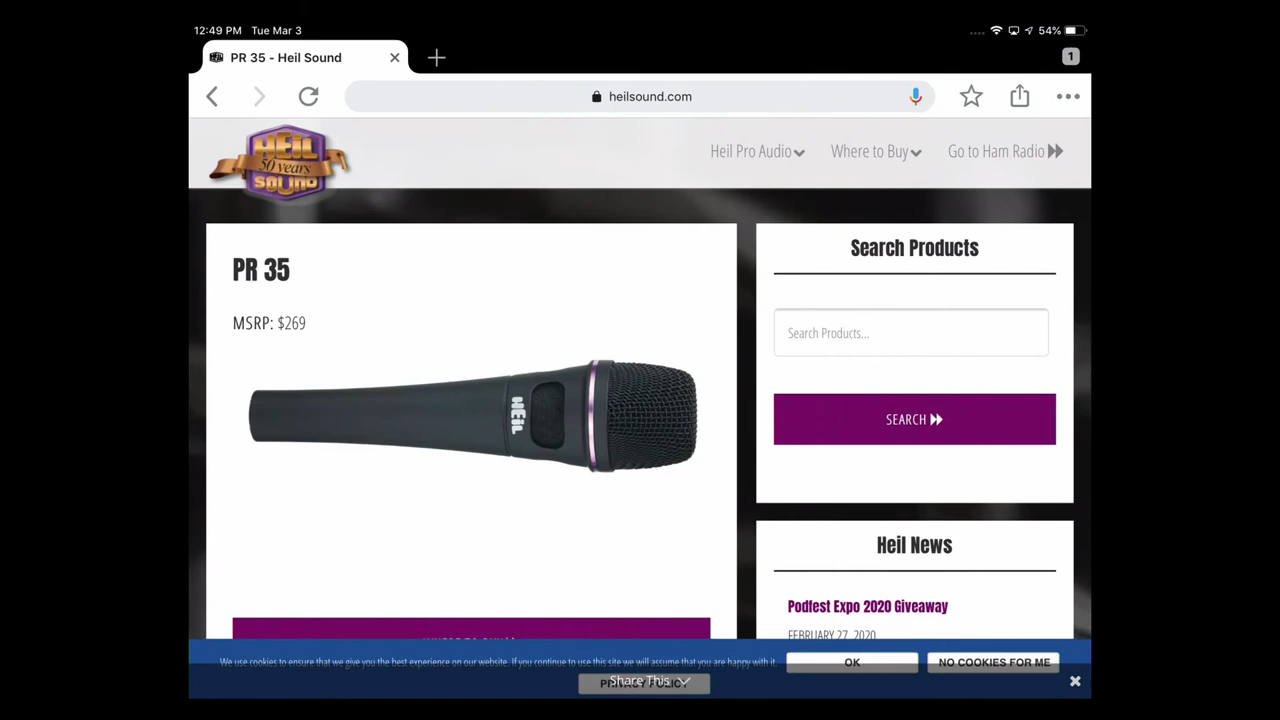 12:49 PM Tue Mar 3
54%
PR 35 - Heil Sound
1
heilsound.com
HEIL
50 years
SOUND
Heil Pro Audio
Where to Buy
Go to Ham Radio
PR 35
MSRP: $269
HEIL
Search Products
Search Products...
SEARCH
Heil News
Podfest Expo 2020 Giveaway
FEBRUARY 27, 2020
We use cookies to ensure that we give you the best experience on our website. If you continue to use this site we will assume that you are happy with it.
OK
NO COOKIES FOR ME
PRIVACY POLICY
Share This